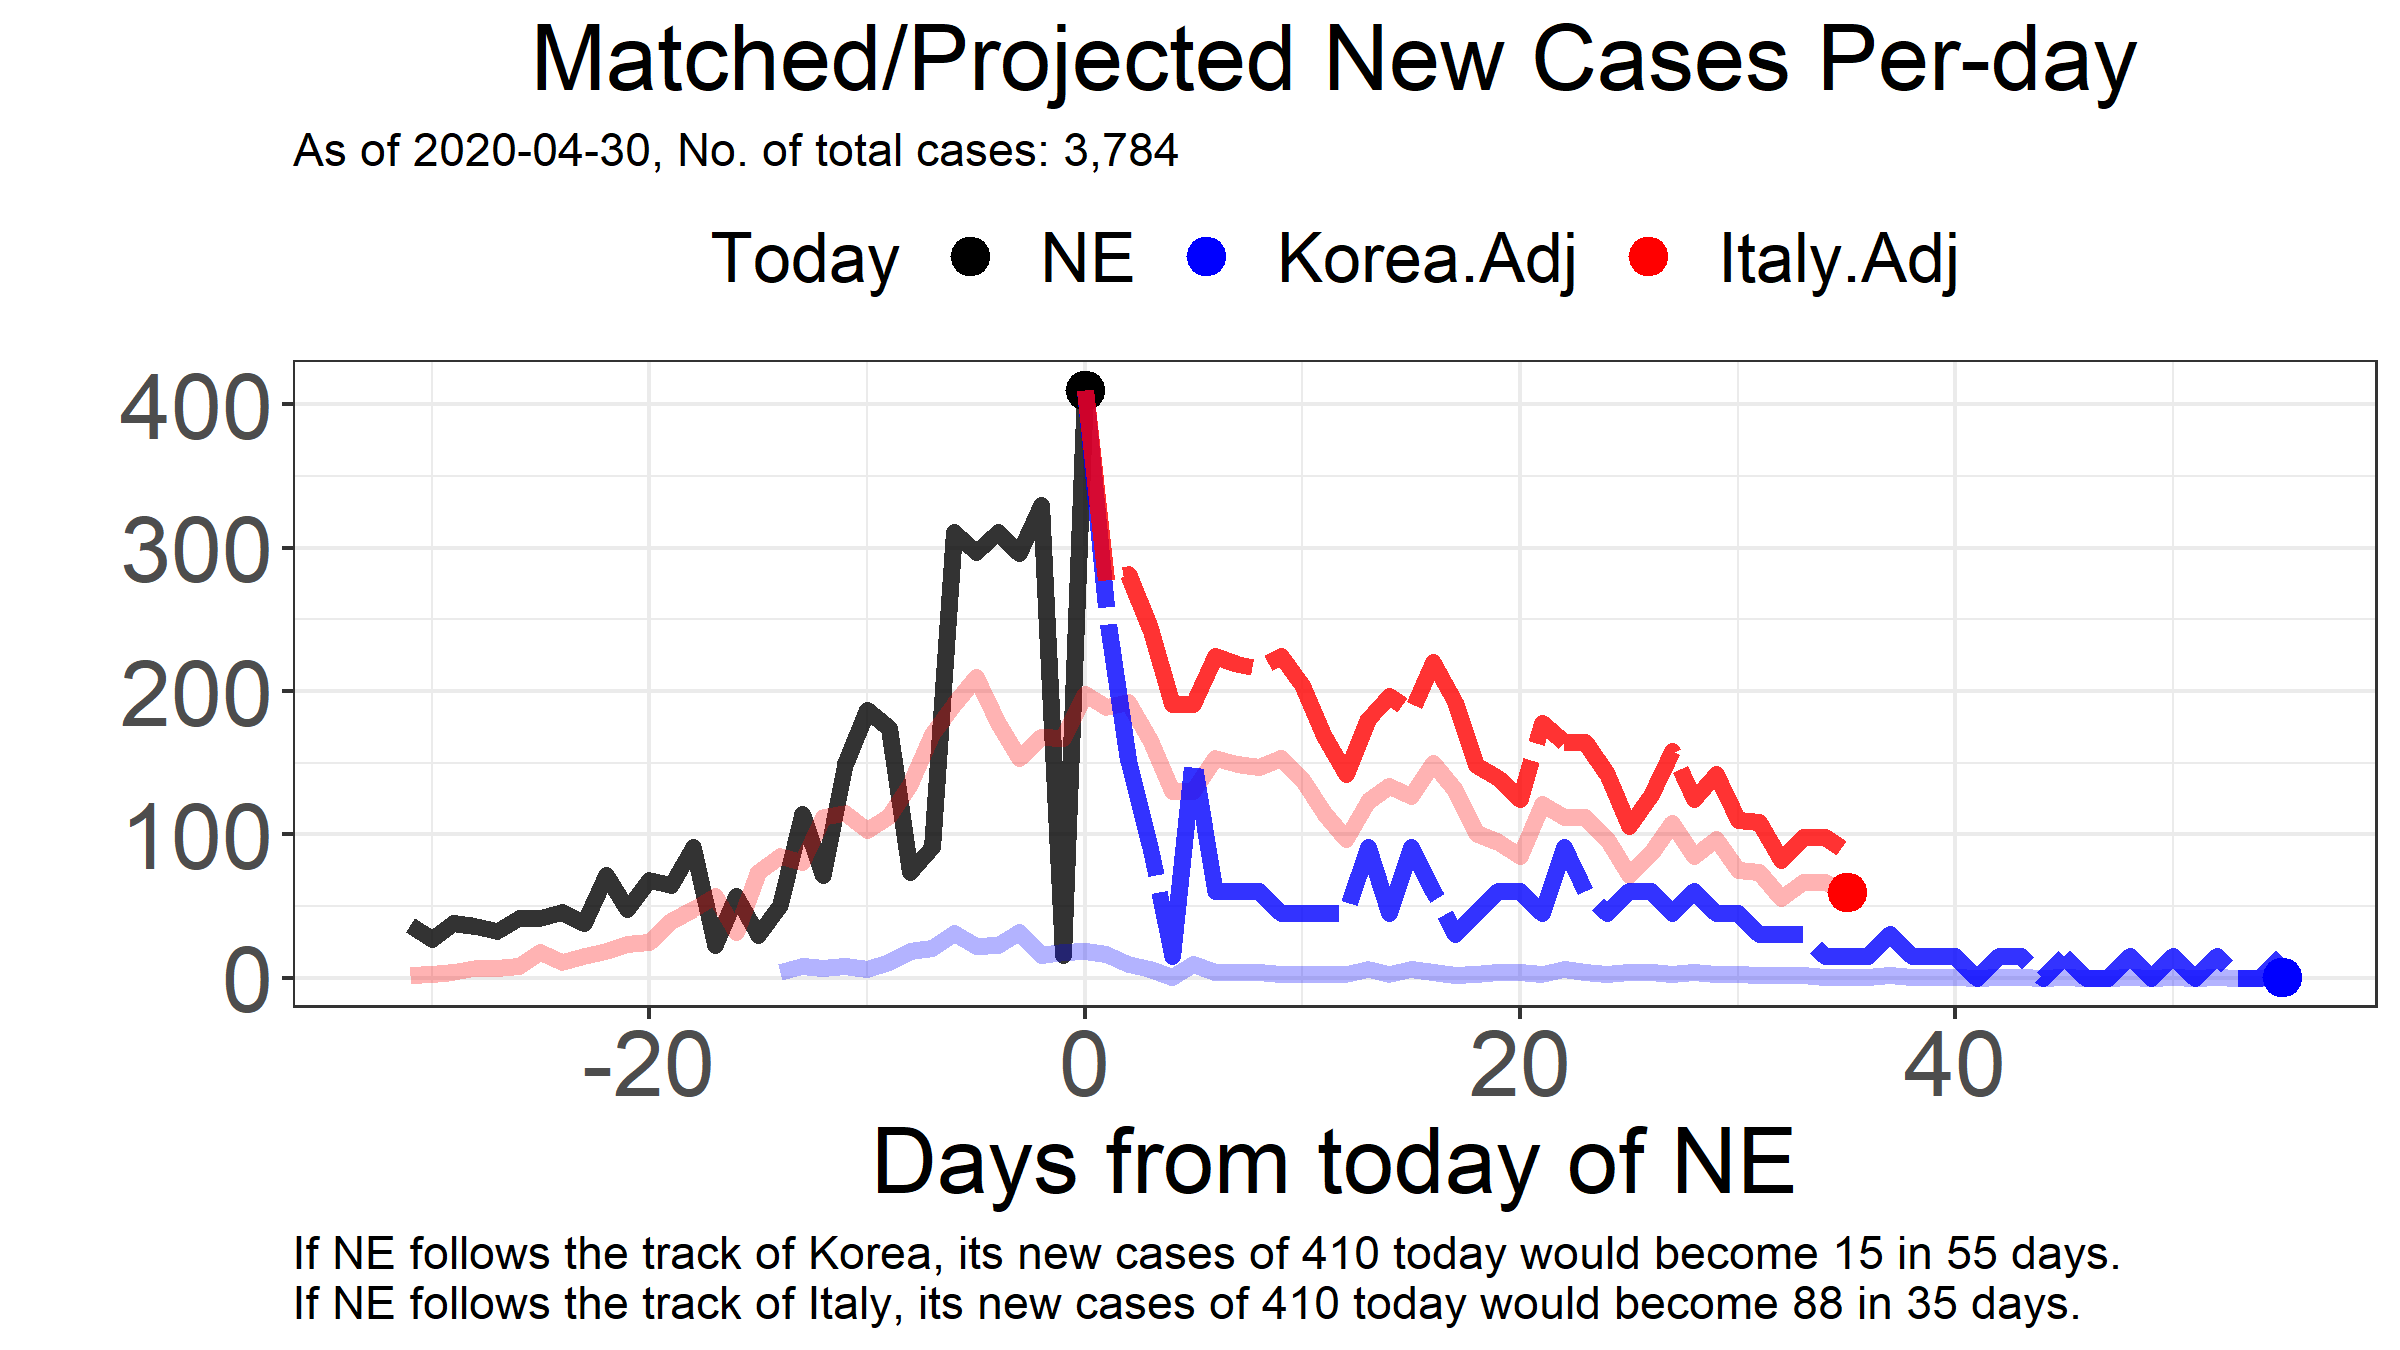 Matched/Projected New Cases Per-day
As of 2020-04-30, No. of total cases: 3,784
Today NE Korea.Adj Italy.Adj
400
300
200
100
0
-20 0 20 40
Days from today of NE
If NE follows the track of Korea, its new cases of 410 today would become 15 in 55 days.
If NE follows the track of Italy, its new cases of 410 today would become 88 in 35 days.